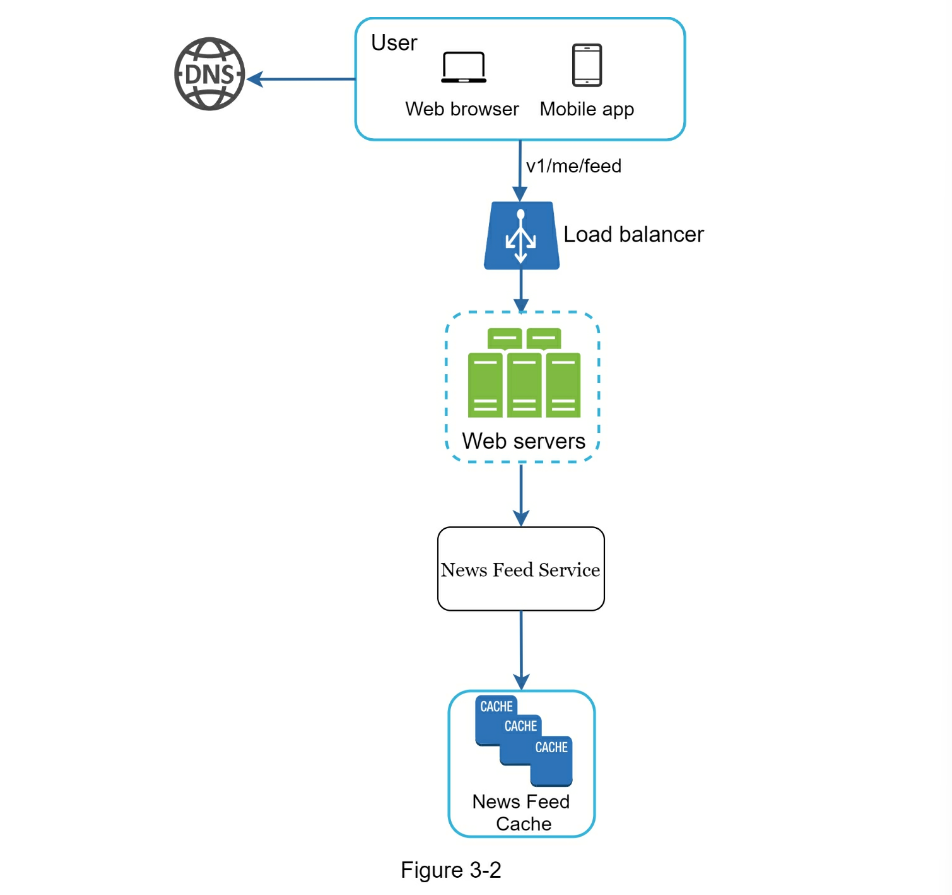 User
DNS
Web browser
Mobile app
v1/me/feed
Load balancer
Web servers
News Feed Service
CACHE
CACHE
CACHE
News Feed
Cache
Figure 3-2